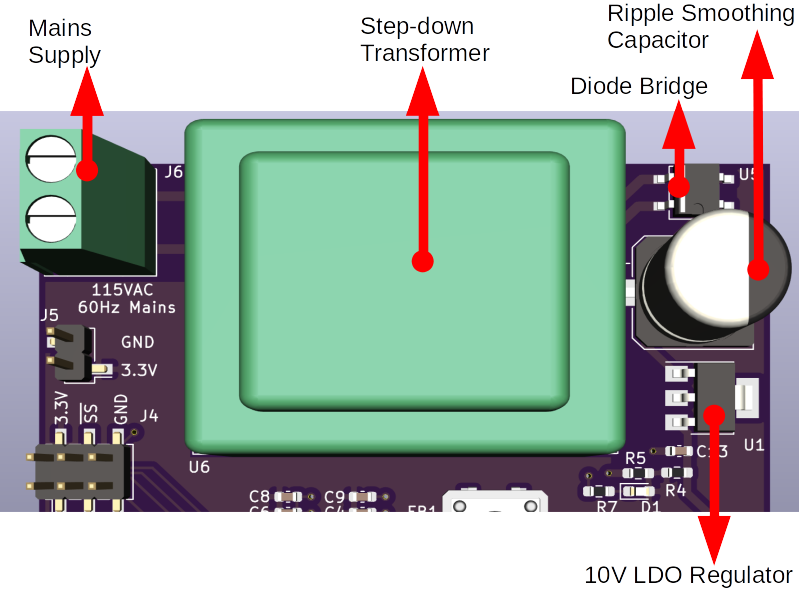 Mains
Supply
Step-down
Transformer
Ripple Smoothing
Capacitor
Diode Bridge
J6
U5
115VAC
60Hz Mains
J5
GND
3.3V
3.3V
SS
GND
J4
U6
U1
C13
R5
R4
C8
C9
C6
C4
FB1
R7
D1
10V LDO Regulator